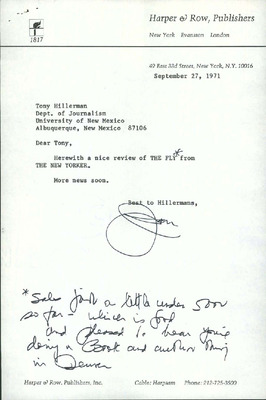 Harper & Row, Publishers
1817
New York Evanston London
49 East 33d Street, New York, N.Y. 10016
September 27, 1971
Tony Hillerman
Dept. of Journalism
University of New Mexico
Albuquerque, New Mexico 87106
Dear Tony,
Herewith a nice review of THE FLY* from
THE NEW YORKER.
More news soon.
Best to Hillermans,
* Sales just a little under 5000
so far - which is good
and pleased to hear you're
doing a Book and another thing
in Denver
Harper & Row, Publishers, Inc. Cable: Harpsam Phone: 212-725-3500